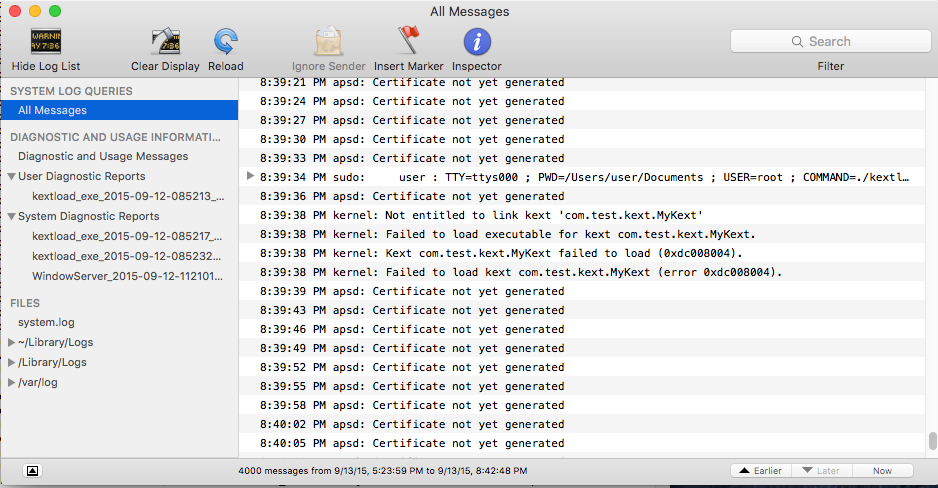 All Messages
WARNIN
AY 7:36
7:36
Hide Log List
Clear Display
Reload
Ignore Sender
Insert Marker
Inspector
Search
Filter
SYSTEM LOG QUERIES
All Messages
DIAGNOSTIC AND USAGE INFORMATI...
Diagnostic and Usage Messages
User Diagnostic Reports
kextload_exe_2015-09-12-085213_...
System Diagnostic Reports
kextload_exe_2015-09-12-085217_...
kextload_exe_2015-09-12-085232...
WindowServer_2015-09-12-112101...
FILES
system.log
~/Library/Logs
/Library/Logs
/var/log
8:39:21 PM apsd: Certificate not yet generated
8:39:24 PM apsd: Certificate not yet generated
8:39:27 PM apsd: Certificate not yet generated
8:39:30 PM apsd: Certificate not yet generated
8:39:33 PM apsd: Certificate not yet generated
8:39:34 PM sudo:     user : TTY=ttys000 ; PWD=/Users/user/Documents ; USER=root ; COMMAND=./kextl...
8:39:36 PM apsd: Certificate not yet generated
8:39:38 PM kernel: Not entitled to link kext 'com.test.kext.MyKext'
8:39:38 PM kernel: Failed to load executable for kext com.test.kext.MyKext.
8:39:38 PM kernel: Kext com.test.kext.MyKext failed to load (0xdc008004).
8:39:38 PM kernel: Failed to load kext com.test.kext.MyKext (error 0xdc008004).
8:39:39 PM apsd: Certificate not yet generated
8:39:43 PM apsd: Certificate not yet generated
8:39:46 PM apsd: Certificate not yet generated
8:39:49 PM apsd: Certificate not yet generated
8:39:52 PM apsd: Certificate not yet generated
8:39:55 PM apsd: Certificate not yet generated
8:39:58 PM apsd: Certificate not yet generated
8:40:02 PM apsd: Certificate not yet generated
8:40:05 PM apsd: Certificate not yet generated
4000 messages from 9/13/15, 5:23:59 PM to 9/13/15, 8:42:48 PM
Earlier
Later
Now